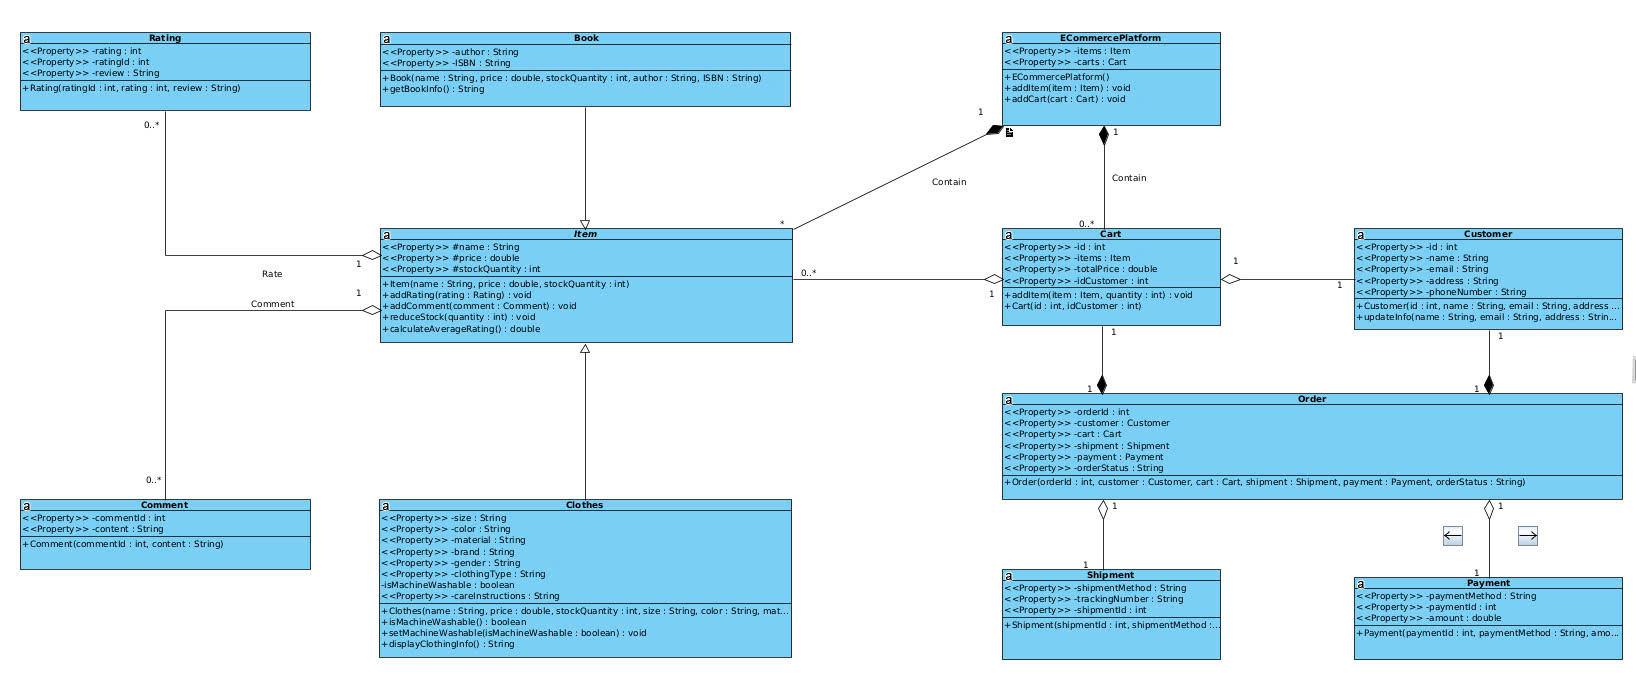 Rating
<<Property>> -rating : int
<<Property>> -ratingId : int
<<Property>> -review : String
+Rating(ratingId : int, rating : int, review : String)
Book
<<Property>> -author : String
<<Property>> -ISBN : String
+Book(name : String, price : double, stockQuantity : int, author : String, ISBN : String)
+getBookInfo() : String
ECommercePlatform
<<Property>> -items : Item
<<Property>> -carts : Cart
+ECommercePlatform()
+addItem(item : Item) : void
+addCart(cart : Cart) : void
0..*
1
1
Contain
Contain
*
0..*
Item
<<Property>> #name : String
<<Property>> #price : double
<<Property>> #stockQuantity : int
+Item(name : String, price : double, stockQuantity : int)
+addRating(rating : Rating) : void
+addComment(comment : Comment) : void
+reduceStock(quantity : int) : void
+calculateAverageRating() : double
Cart
<<Property>> -id : int
<<Property>> -items : Item
<<Property>> -totalPrice : double
<<Property>> -idCustomer : int
+addItem(item : Item, quantity : int) : void
+Cart(id : int, idCustomer : int)
Customer
<<Property>> -id : int
<<Property>> -name : String
<<Property>> -email : String
<<Property>> -address : String
<<Property>> -phoneNumber : String
+Customer(id : int, name : String, email : String, address ...
+updateInfo(name : String, email : String, address : Strin...
1
Rate
1
Comment
0..*
1
1
1
1
1
1
1
0..*
Order
<<Property>> -orderId : int
<<Property>> -customer : Customer
<<Property>> -cart : Cart
<<Property>> -shipment : Shipment
<<Property>> -payment : Payment
<<Property>> -orderStatus : String
+Order(orderId : int, customer : Customer, cart : Cart, shipment : Shipment, payment : Payment, orderStatus : String)
Comment
<<Property>> -commentId : int
<<Property>> -content : String
+Comment(commentId : int, content : String)
Clothes
<<Property>> -size : String
<<Property>> -color : String
<<Property>> -material : String
<<Property>> -brand : String
<<Property>> -gender : String
<<Property>> -clothingType : String
-isMachineWashable : boolean
<<Property>> -careInstructions : String
+Clothes(name : String, price : double, stockQuantity : int, size : String, color : String, mat...
+isMachineWashable() : boolean
+setMachineWashable(isMachineWashable : boolean) : void
+displayClothingInfo() : String
1
1
1
1
Shipment
<<Property>> -shipmentMethod : String
<<Property>> -trackingNumber : String
<<Property>> -shipmentId : int
+Shipment(shipmentId : int, shipmentMethod :...
Payment
<<Property>> -paymentMethod : String
<<Property>> -paymentId : int
<<Property>> -amount : double
+Payment(paymentId : int, paymentMethod : String, amo...